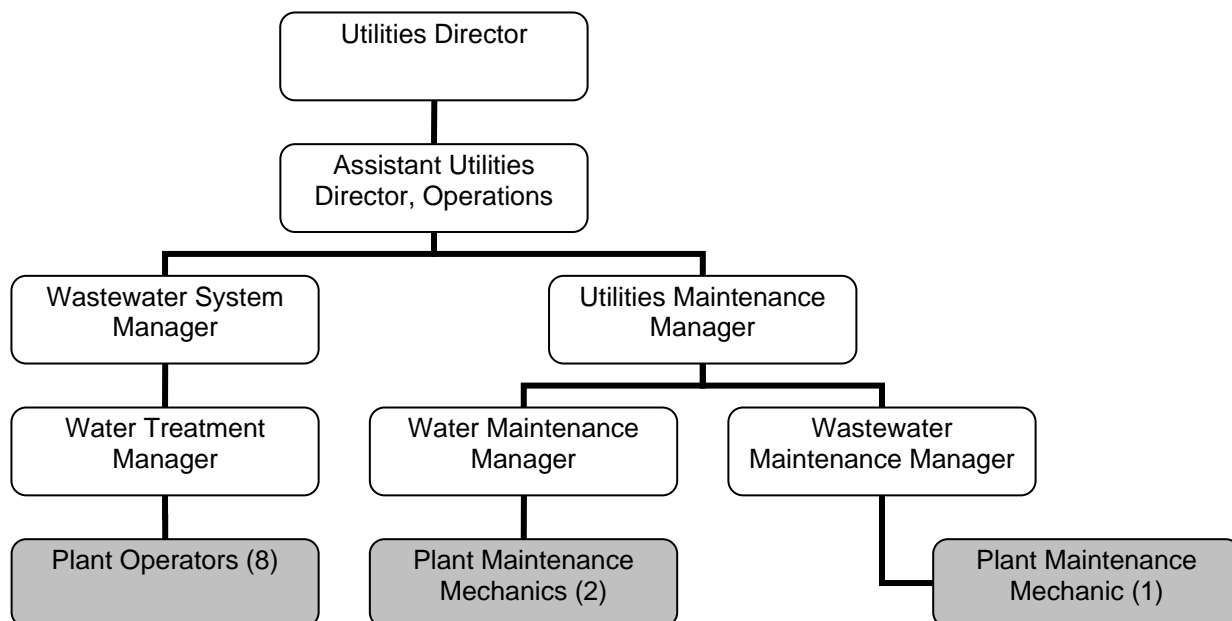 Utilities Director
Assistant Utilities
Director, Operations
Wastewater System
Manager
Utilities Maintenance
Manager
Water Treatment
Manager
Water Maintenance
Manager
Wastewater
Maintenance Manager
Plant Operators (8)
Plant Maintenance
Mechanics (2)
Plant Maintenance
Mechanic (1)